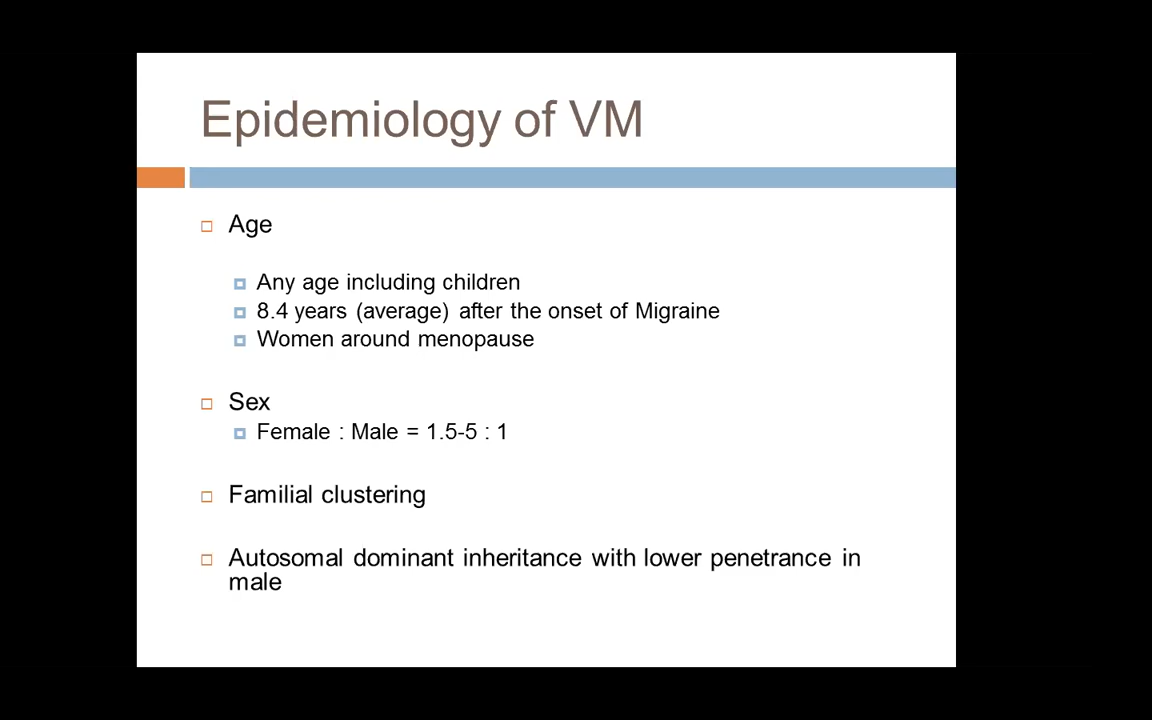 Epidemiology of VM
Age
Any age including children
8.4 years (average) after the onset of Migraine
Women around menopause
Sex
Female : Male = 1.5-5 : 1
Familial clustering
Autosomal dominant inheritance with lower penetrance in
male